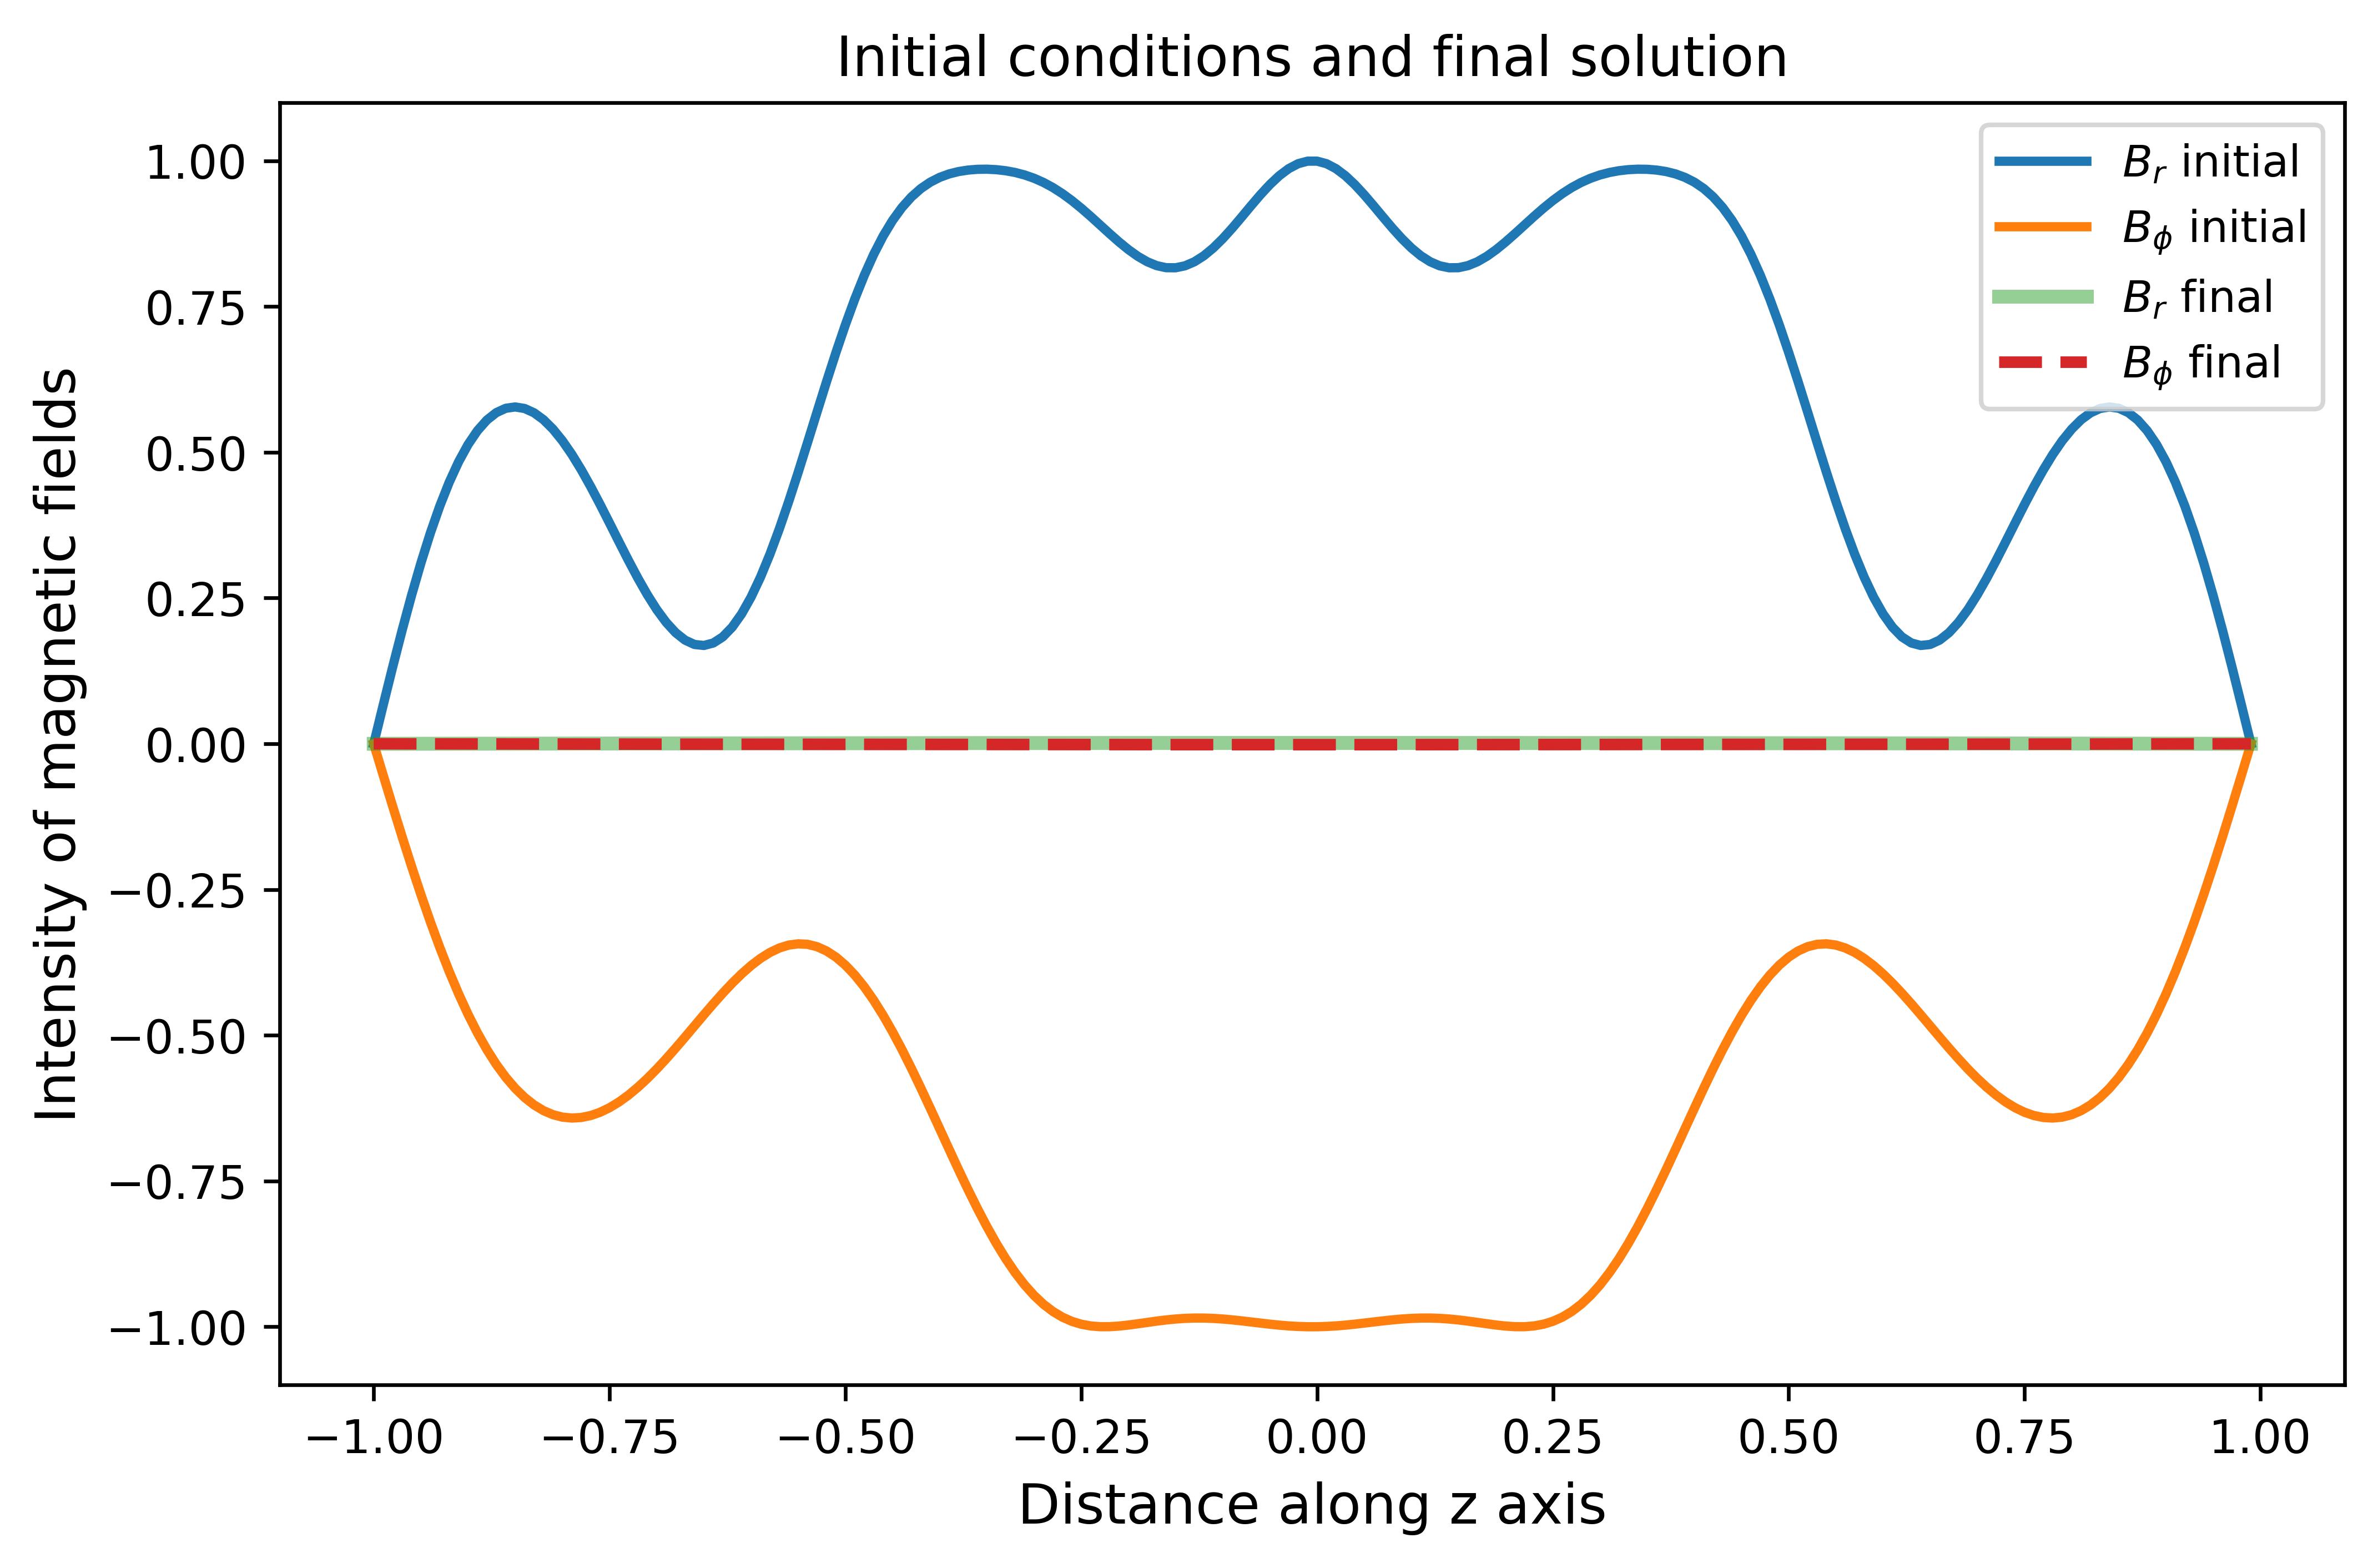 Initial conditions and final solution
Intensity of magnetic fields
1.00
0.75
0.50
0.25
0.00
−0.25
−0.50
−0.75
−1.00
B_r initial
B_ϕ initial
B_r final
B_ϕ final
−1.00 −0.75 −0.50 −0.25 0.00 0.25 0.50 0.75 1.00
Distance along z axis